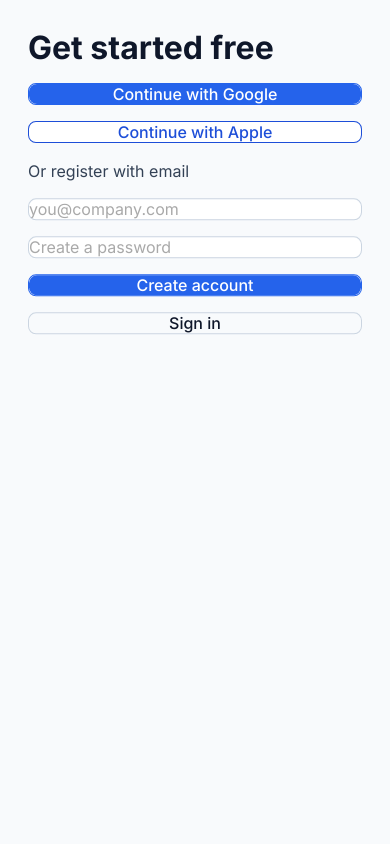 Get started free
Continue with Google
Continue with Apple
Or register with email
you@company.com
Create a password
Create account
Sign in